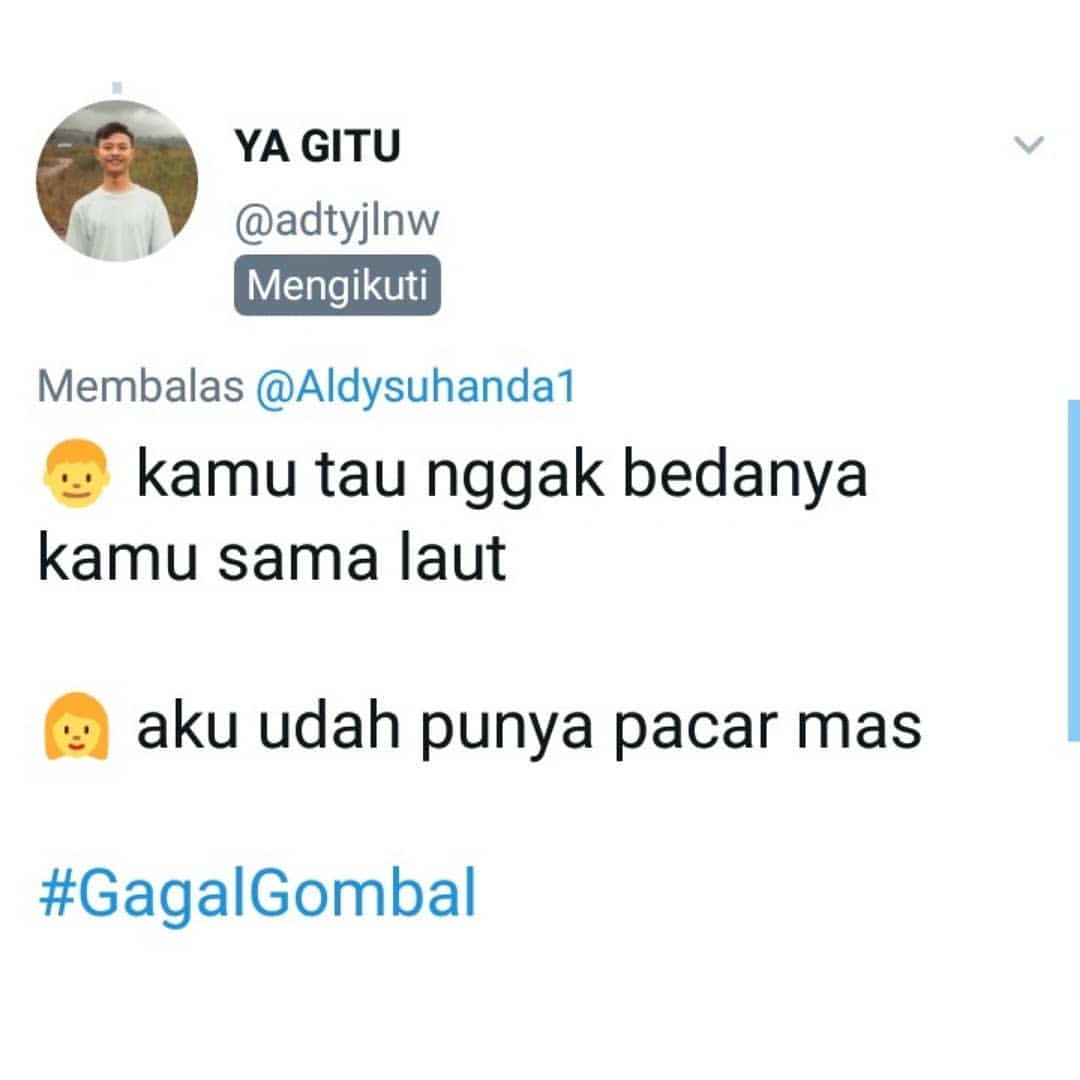 YA GITU
@adtyjlnw
Mengikuti
Membalas @Aldysuhanda1
👨 kamu tau nggak bedanya
kamu sama laut
👩 aku udah punya pacar mas
#GagalGombal